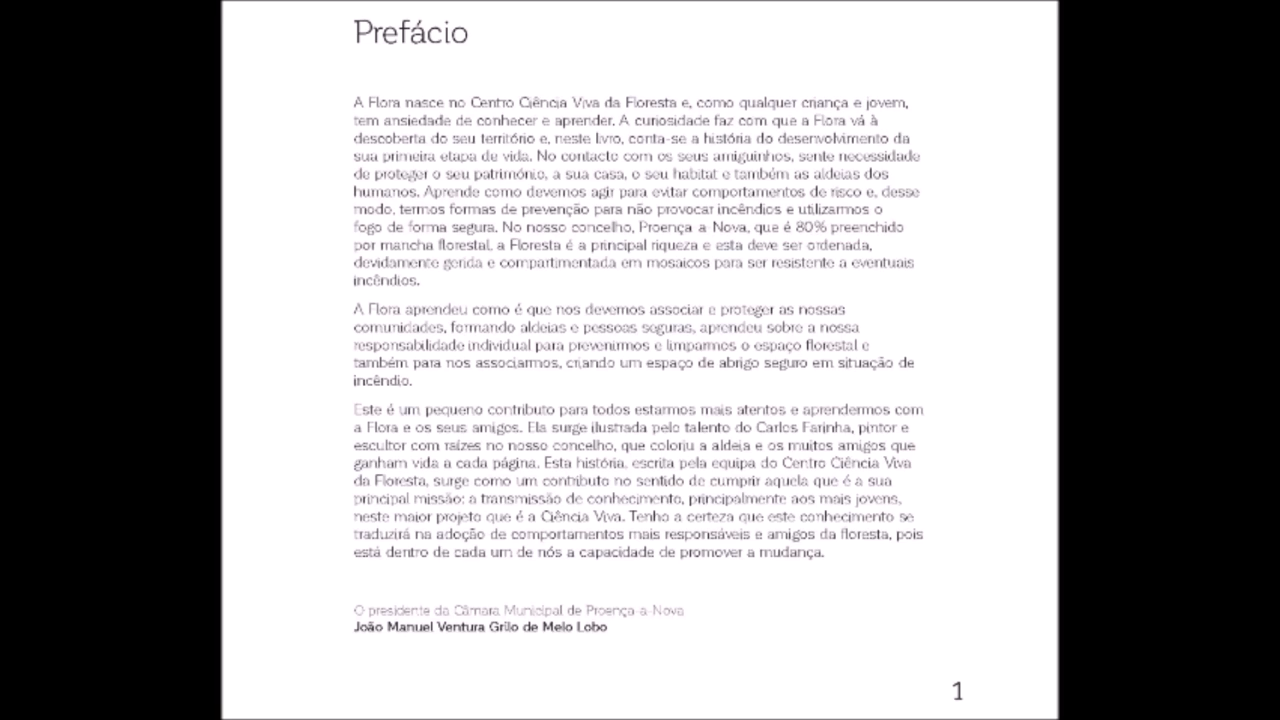 Prefácio
A Flora nasce no Centro Ciência Viva da Floresta e, como qualquer criança e jovem,
tem ansiedade de conhecer e aprender. A curiosidade faz com que a Flora vá à
descoberta do seu território e, neste livro, conta-se a história do desenvolvimento da
sua primeira etapa de vida. No contacto com os seus amiguinhos, sente necessidade
de proteger o seu património, a sua casa, o seu habitat e também as aldeias dos
humanos. Aprende como devemos agir para evitar comportamentos de risco e, desse
modo, termos formas de prevenção para não provocar incêndios e utilizarmos o
fogo de forma segura. No nosso concelho, Proença-a-Nova, que é 80% preenchido
por mancha florestal, a Floresta é a principal riqueza e esta deve ser ordenada,
devidamente gerida e compartimentada em mosaicos para ser resistente a eventuais
incêndios.
A Flora aprendeu como é que nos devemos associar e proteger as nossas
comunidades, formando aldeias e pessoas seguras, aprendeu sobre a nossa
responsabilidade individual para prevenirmos e limparmos o espaço florestal e
também para nos associarmos, criando um espaço de abrigo seguro em situação de
incêndio.
Este é um pequeno contributo para todos estarmos mais atentos e aprendermos com
a Flora e os seus amigos. Ela surge ilustrada pelo talento do Carlos Farinha, pintor e
escultor com raízes no nosso concelho, que coloriu a aldeia e os muitos amigos que
ganham vida a cada página. Esta história, escrita pela equipa do Centro Ciência Viva
da Floresta, surge como um contributo no sentido de cumprir aquela que é a sua
principal missão: a transmissão de conhecimento, principalmente aos mais jovens,
neste maior projeto que é a Ciência Viva. Tenho a certeza que este conhecimento se
traduzirá na adoção de comportamentos mais responsáveis e amigos da floresta, pois
está dentro de cada um de nós a capacidade de promover a mudança.
O presidente da Câmara Municipal de Proença-a-Nova
João Manuel Ventura Grilo de Melo Lobo
1